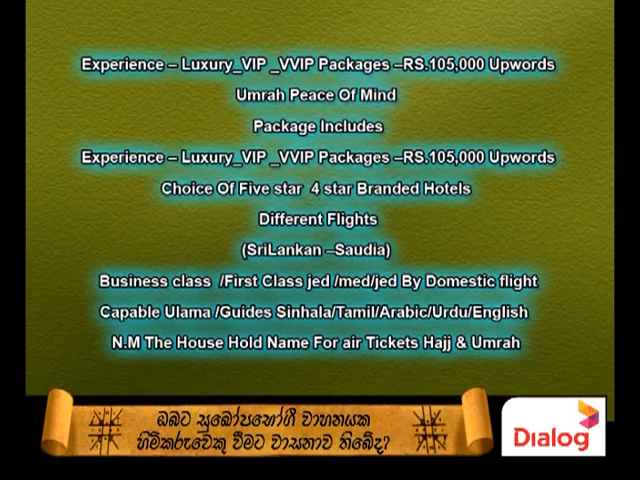 Experience – Luxury_VIP _VVIP Packages –RS.105,000 Upwords
Umrah Peace Of Mind
Package Includes
Experience – Luxury_VIP _VVIP Packages –RS.105,000 Upwords
Choice Of Five star 4 star Branded Hotels
Different Flights
(SriLankan –Saudia)
Business class /First Class jed /med/jed By Domestic flight
Capable Ulama /Guides Sinhala/Tamil/Arabic/Urdu/English
N.M The House Hold Name For air Tickets Hajj & Umrah
ඔබට සුඛෝපභෝගී වාහනයක
හිමිකරුවෙකු වීමට වාසනාව තිබේද?
Dialog